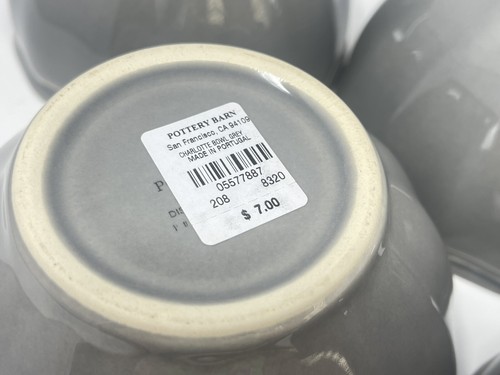 POTTERY BARN
San Francisco, CA 94109
CHARLOTTE BOWL GREY
MADE IN PORTUGAL
05577887
208 8320
$ 7.00